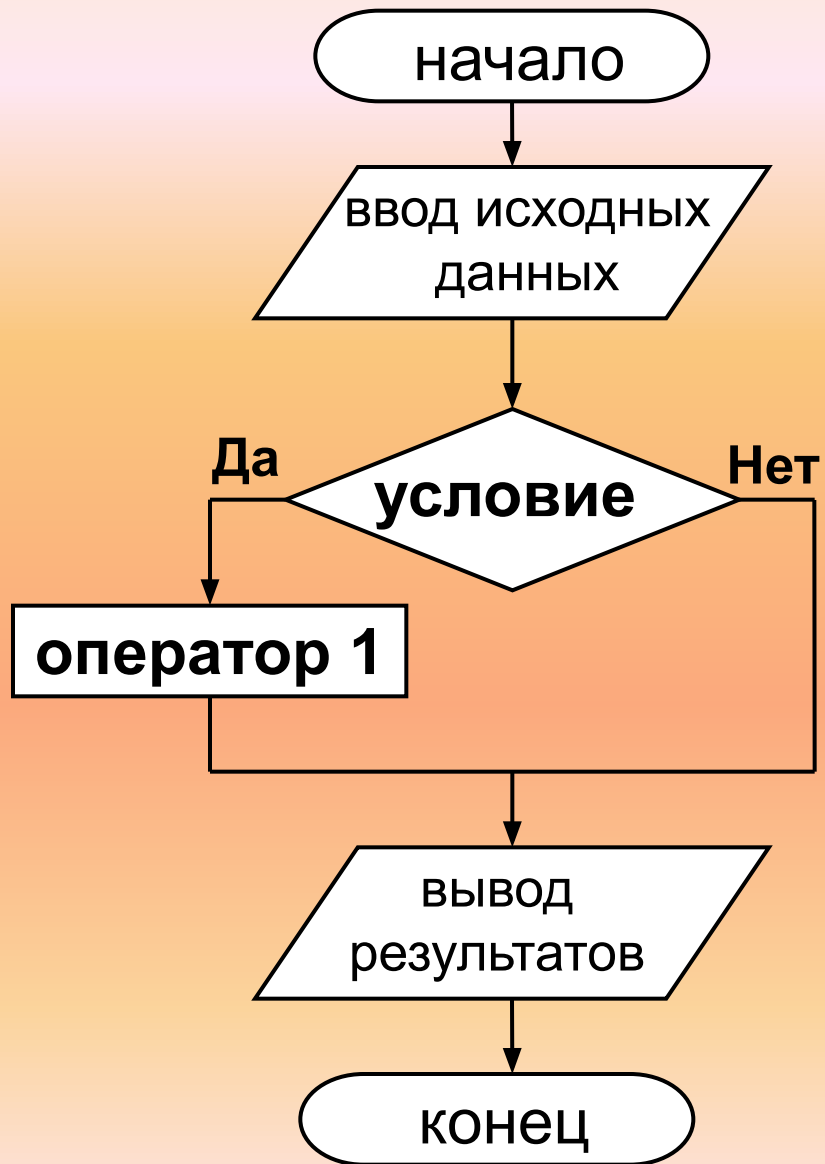 начало
ввод исходных
данных
Да
Нет
условие
оператор 1
вывод
результатов
конец